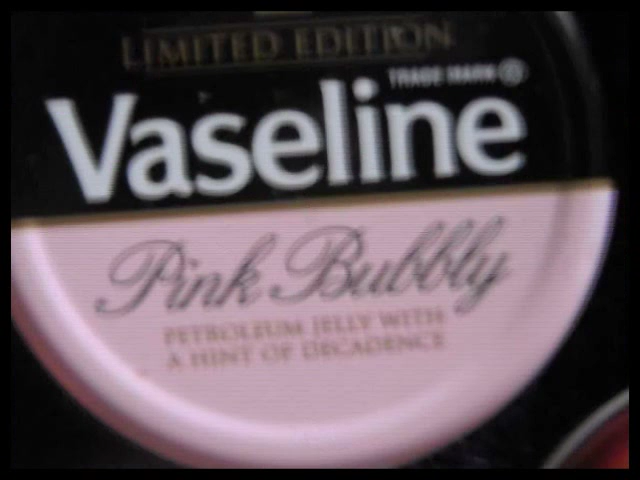 LIMITED EDITION
TRADE MARK ®
Vaseline
Pink Bubbly
PETROLEUM JELLY WITH
A HINT OF DECADENCE